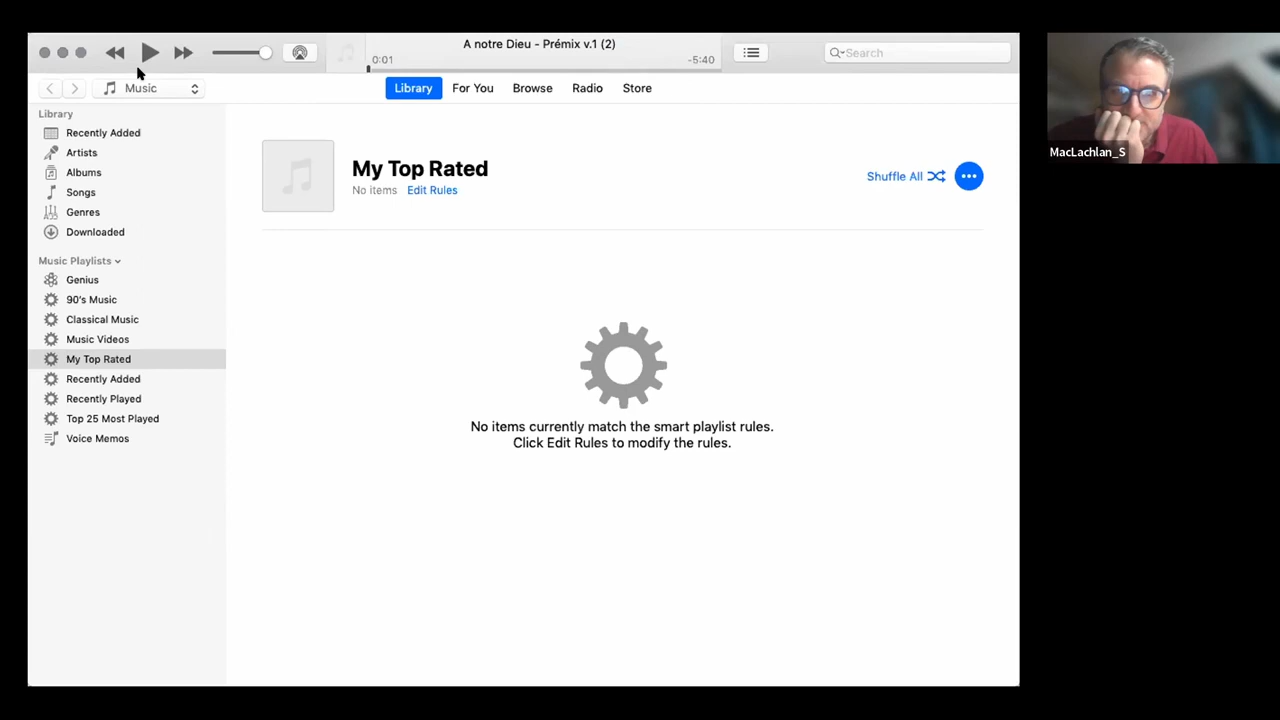 A notre Dieu - Prémix v.1 (2)
0:01
-5:40
Search
Music
Library
For You
Browse
Radio
Store
Library
Recently Added
Artists
Albums
Songs
Genres
Downloaded
Music Playlists
Genius
90's Music
Classical Music
Music Videos
My Top Rated
Recently Added
Recently Played
Top 25 Most Played
Voice Memos
My Top Rated
No items Edit Rules
Shuffle All
No items currently match the smart playlist rules.
Click Edit Rules to modify the rules.
MacLachlan_S